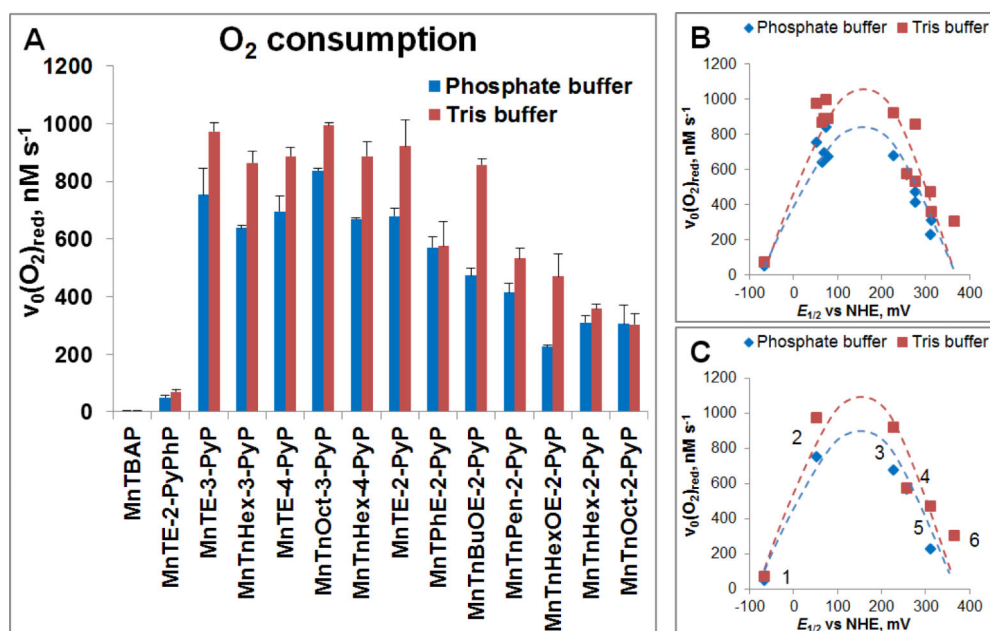 A
O₂ consumption
Phosphate buffer
Tris buffer
v₀(O₂)red, nM s⁻¹
1200
1000
800
600
400
200
0
MnTBAP
MnTE-2-PyPhP
MnTE-3-PyP
MnTnHex-3-PyP
MnTE-4-PyP
MnTnOct-3-PyP
MnTnHex-4-PyP
MnTE-2-PyP
MnTPhE-2-PyP
MnTnBuOE-2-PyP
MnTnPen-2-PyP
MnTnHexOE-2-PyP
MnTnHex-2-PyP
MnTnOct-2-PyP
B
Phosphate buffer Tris buffer
v₀(O₂)red, nM s⁻¹
1200
1000
800
600
400
200
0
-100 0 100 200 300 400
E1/2 vs NHE, mV
C
Phosphate buffer Tris buffer
v₀(O₂)red, nM s⁻¹
1200
1000
800
600
400
200
0
2
3
4
5
6
1
-100 0 100 200 300 400
E1/2 vs NHE, mV